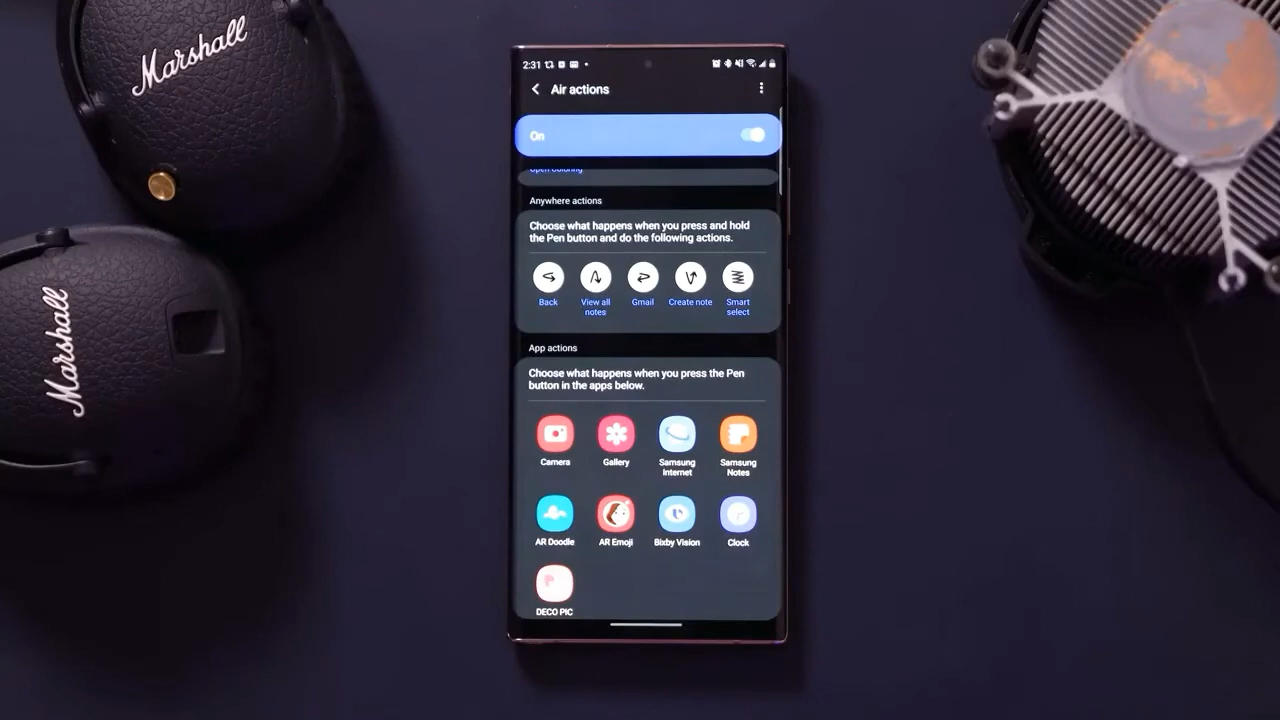 Marshall
Marshall
2:31
Air actions
On
Open Coloring
Anywhere actions
Choose what happens when you press and hold
the Pen button and do the following actions.
Back
View all
notes
Gmail
Create note
Smart
select
App actions
Choose what happens when you press the Pen
button in the apps below.
Camera
Gallery
Samsung
Internet
Samsung
Notes
AR Doodle
AR Emoji
Bixby Vision
Clock
DECO PIC